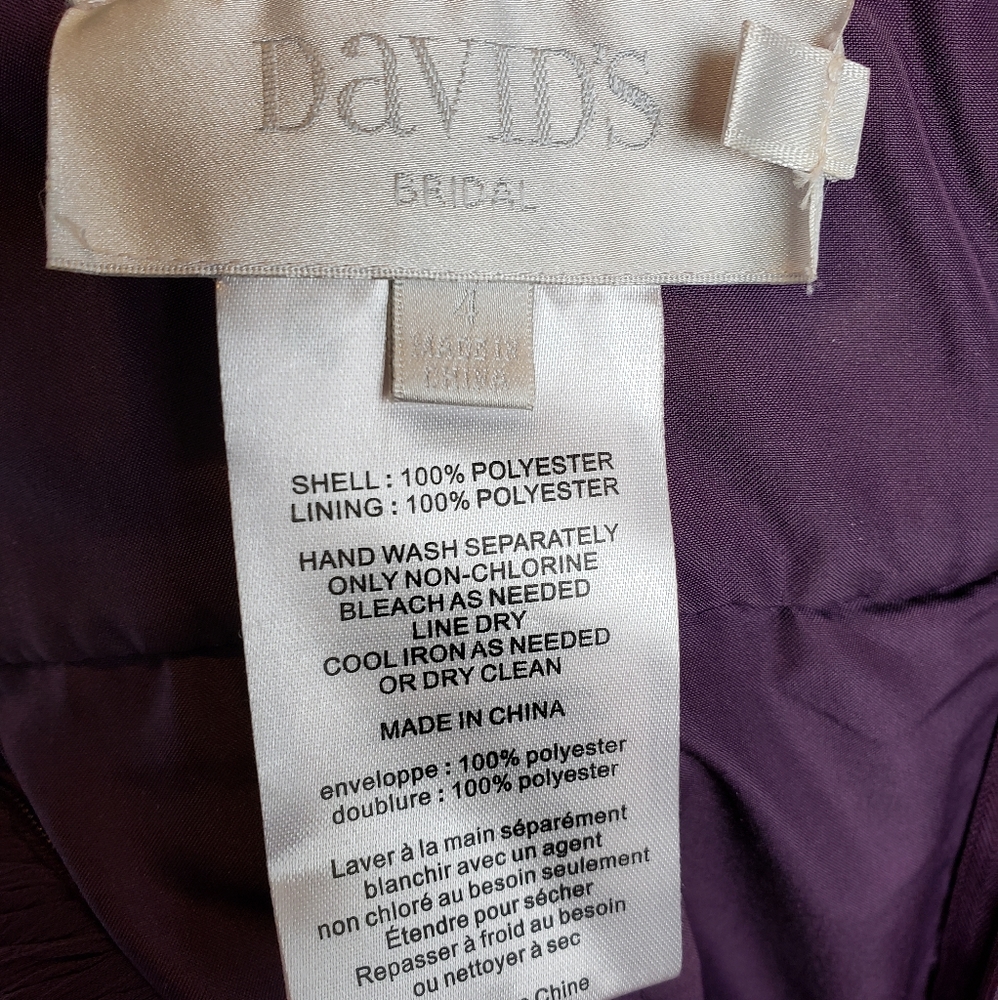 DAVID'S
BRIDAL
4
MADE IN
CHINA
SHELL : 100% POLYESTER
LINING : 100% POLYESTER
HAND WASH SEPARATELY
ONLY NON-CHLORINE
BLEACH AS NEEDED
LINE DRY
COOL IRON AS NEEDED
OR DRY CLEAN
MADE IN CHINA
enveloppe : 100% polyester
doublure : 100% polyester
Laver à la main séparément
blanchir avec un agent
non chloré au besoin seulement
Étendre pour sécher
Repasser à froid au besoin
ou nettoyer à sec
Chine